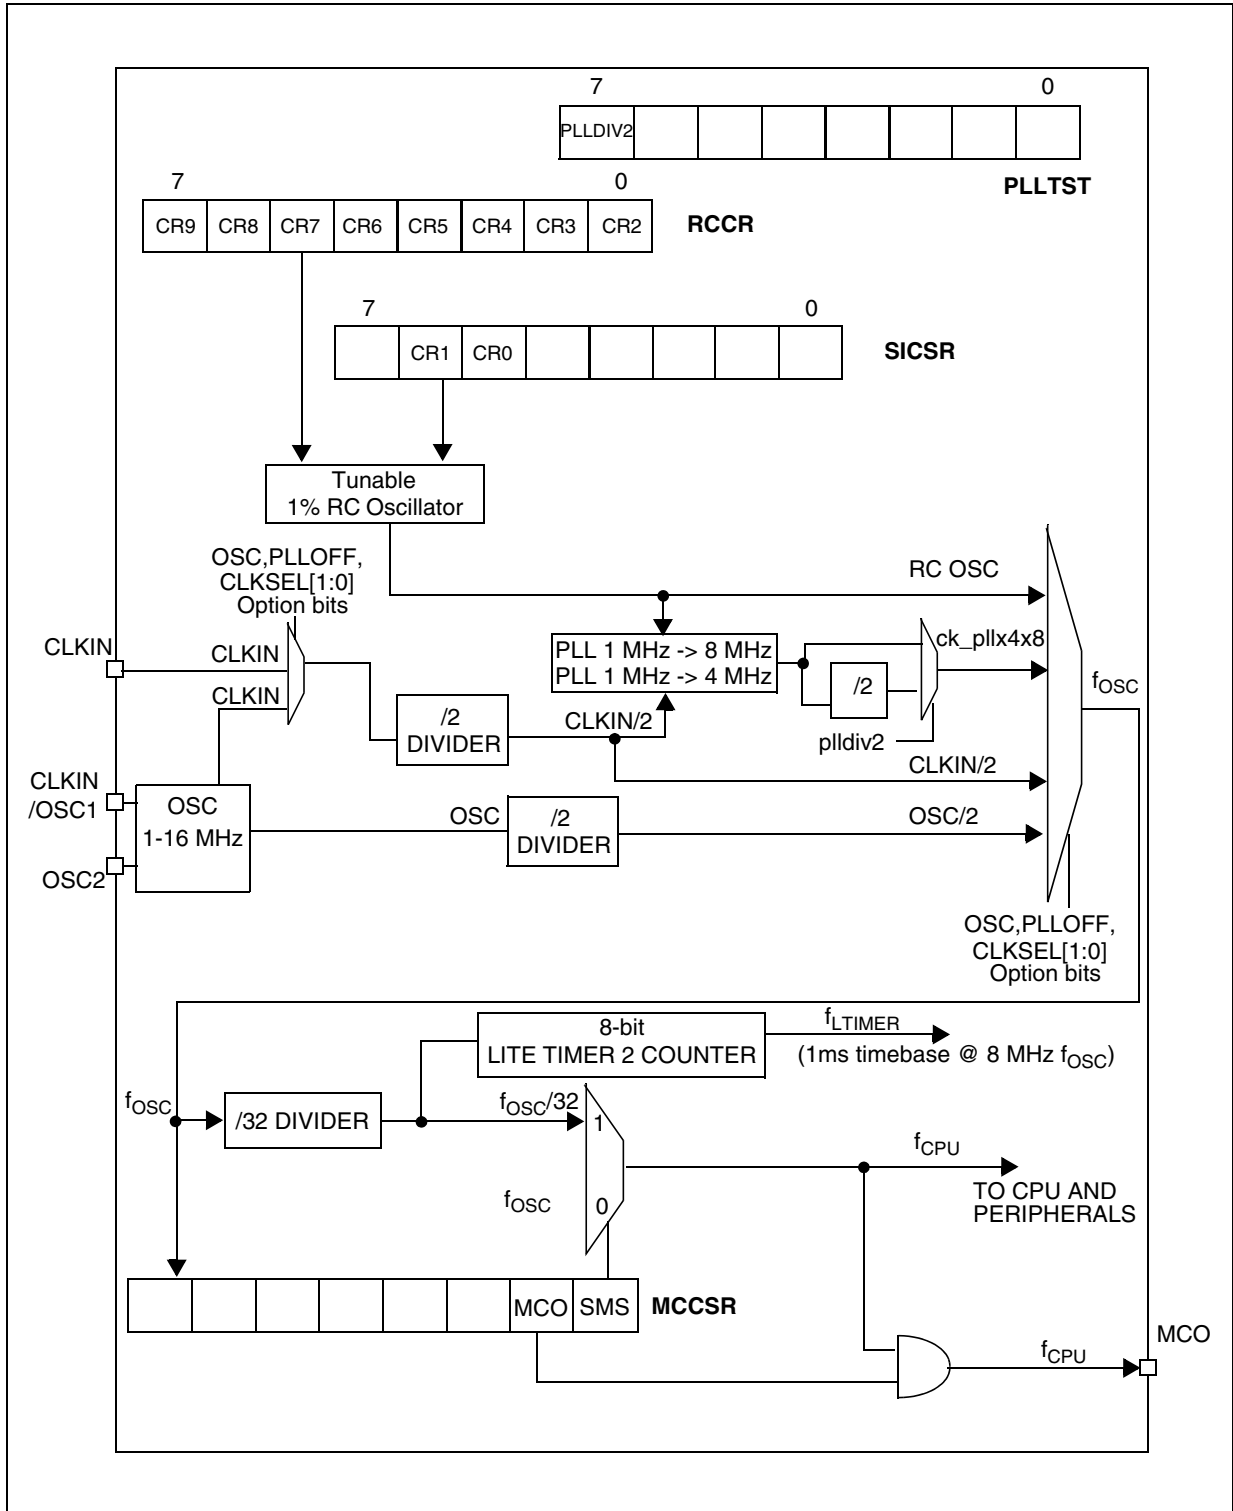 7 0
PLLDIV2
PLLTST
7 0
CR9 CR8 CR7 CR6 CR5 CR4 CR3 CR2 RCCR
7 0
CR1 CR0 SICSR
Tunable
1% RC Oscillator
OSC,PLLOFF,
CLKSEL[1:0]
Option bits
RC OSC
CLKIN
CLKIN
CLKIN
PLL 1 MHz -> 8 MHz
PLL 1 MHz -> 4 MHz
/2
ck_pllx4x8
plldiv2
fOSC
/2
DIVIDER
CLKIN/2
CLKIN/2
CLKIN
/OSC1
OSC2
OSC
1-16 MHz
OSC
/2
DIVIDER
OSC/2
OSC,PLLOFF,
CLKSEL[1:0]
Option bits
8-bit
LITE TIMER 2 COUNTER
fLTIMER
(1ms timebase @ 8 MHz fOSC)
fOSC
/32 DIVIDER
fOSC/32
1
fOSC
0
fCPU
TO CPU AND
PERIPHERALS
MCO SMS MCCSR
fCPU
MCO